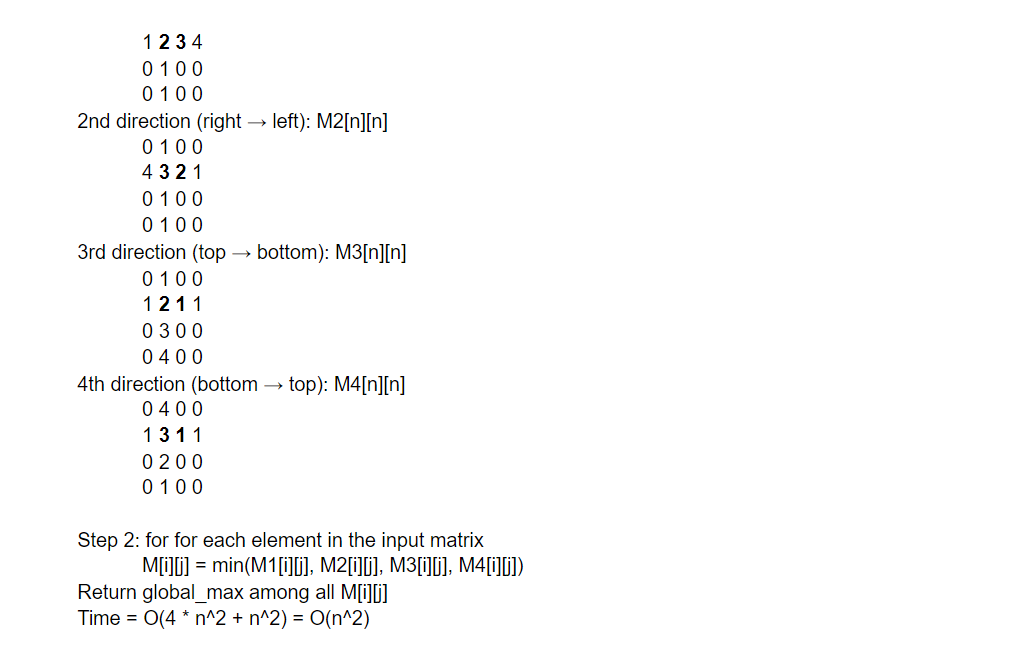 1 2 3 4
0 1 0 0
0 1 0 0
2nd direction (right → left): M2[n][n]
0 1 0 0
4 3 2 1
0 1 0 0
0 1 0 0
3rd direction (top → bottom): M3[n][n]
0 1 0 0
1 2 1 1
0 3 0 0
0 4 0 0
4th direction (bottom → top): M4[n][n]
0 4 0 0
1 3 1 1
0 2 0 0
0 1 0 0
Step 2: for for each element in the input matrix
M[i][j] = min(M1[i][j], M2[i][j], M3[i][j], M4[i][j])
Return global_max among all M[i][j]
Time = O(4 * n^2 + n^2) = O(n^2)